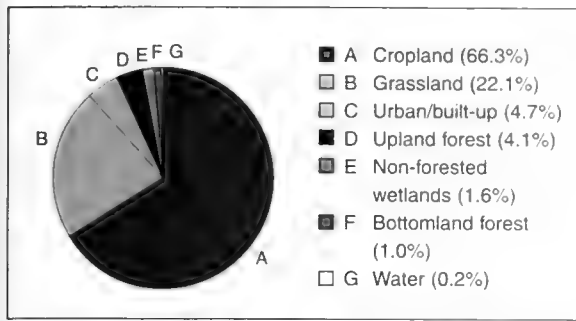 C D E F G
B
A
A Cropland (66.3%)
B Grassland (22.1%)
C Urban/built-up (4.7%)
D Upland forest (4.1%)
E Non-forested
wetlands (1.6%)
F Bottomland forest
(1.0%)
G Water (0.2%)